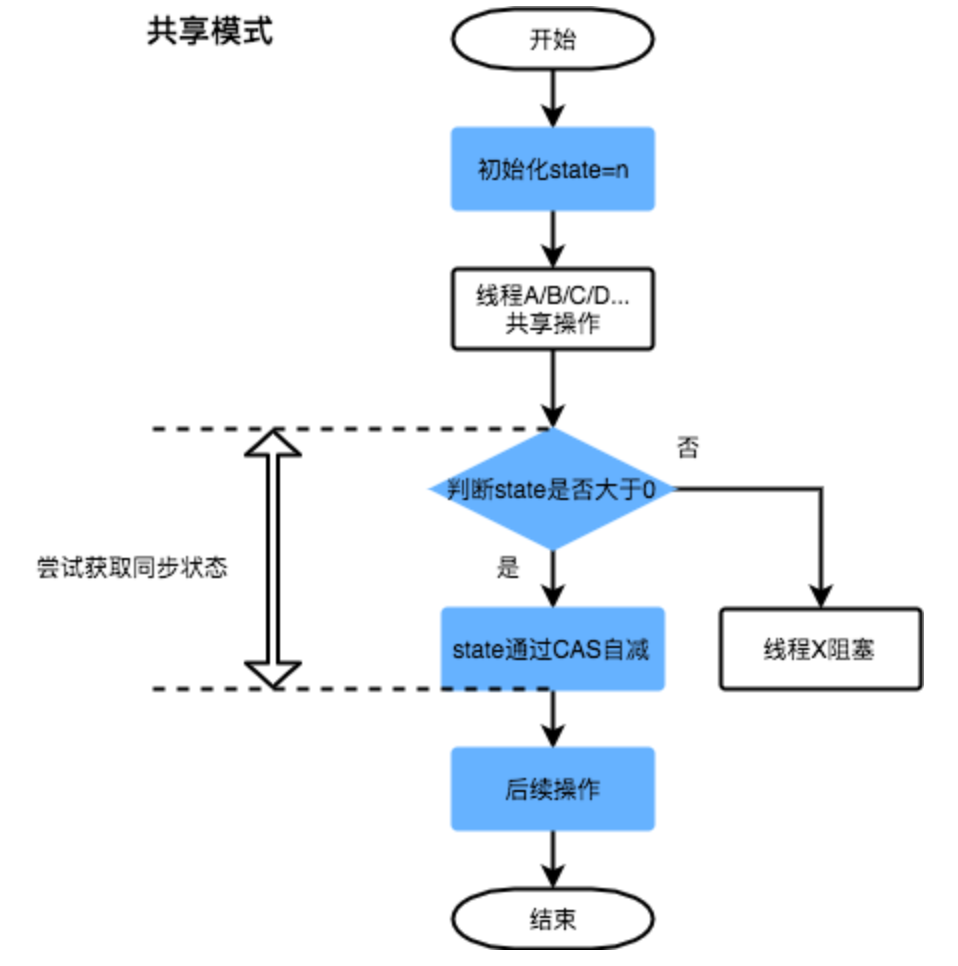 共享模式
开始
初始化state=n
线程A/B/C/D...
共享操作
判断state是否大于0
否
是
尝试获取同步状态
state通过CAS自减
线程X阻塞
后续操作
结束